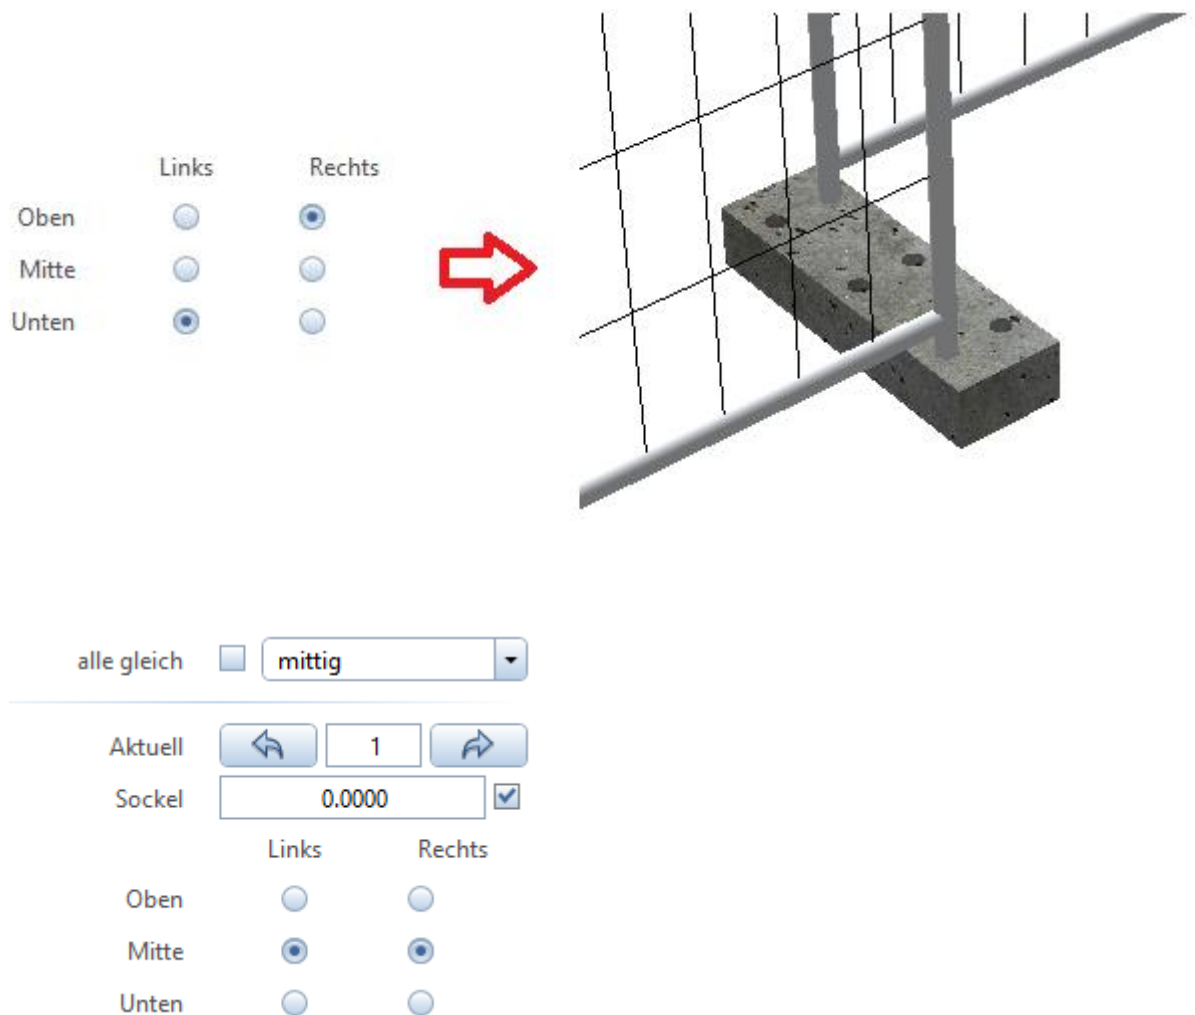 Links Rechts
Oben
Mitte
Unten
alle gleich mittig
Aktuell 1
Sockel 0.0000
Links Rechts
Oben
Mitte
Unten